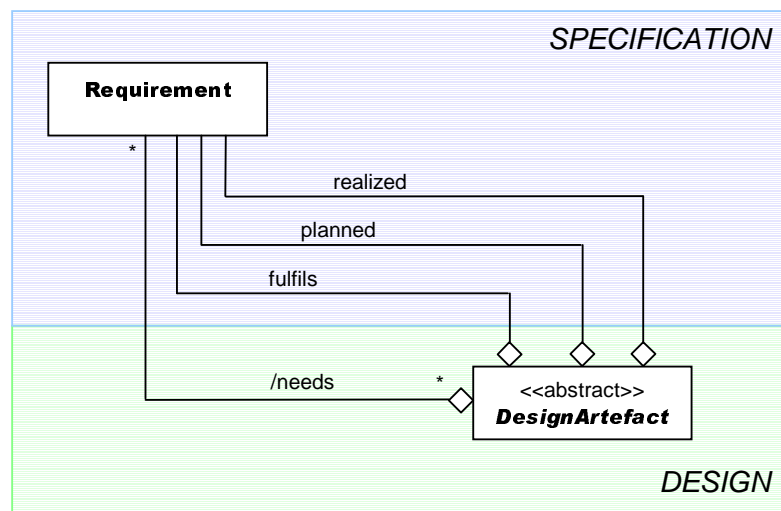 SPECIFICATION
Requirement
*
realized
planned
fulfils
/needs
*
<<abstract>>
DesignArtefact
DESIGN